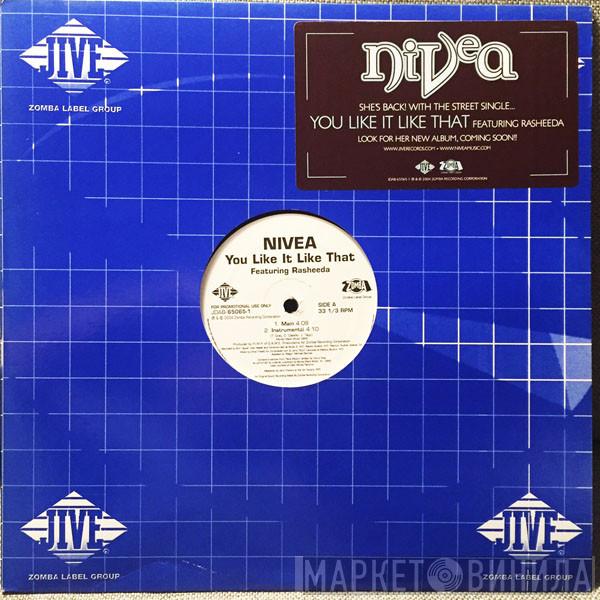 JIVE
ZOMBA LABEL GROUP
nivea
SHE'S BACK! WITH THE STREET SINGLE...
YOU LIKE IT LIKE THAT FEATURING RASHEEDA
LOOK FOR HER NEW ALBUM, COMING SOON!!
WWW.JIVERECORDS.COM • WWW.NIVEAMUSIC.COM
JIVE
ZOMBA
NIVEA
You Like It Like That
Featuring Rasheeda
JIVE
ZOMBA
FOR PROMOTIONAL USE ONLY
JDAB-65065-1
SIDE A
33 1/3 RPM
1. Main 4:09
2. Instrumental 4:10
JIVE
ZOMBA LABEL GROUP
JIVE
ZOMBA LABEL GROUP
МАРКЕТ ВИНИЛА